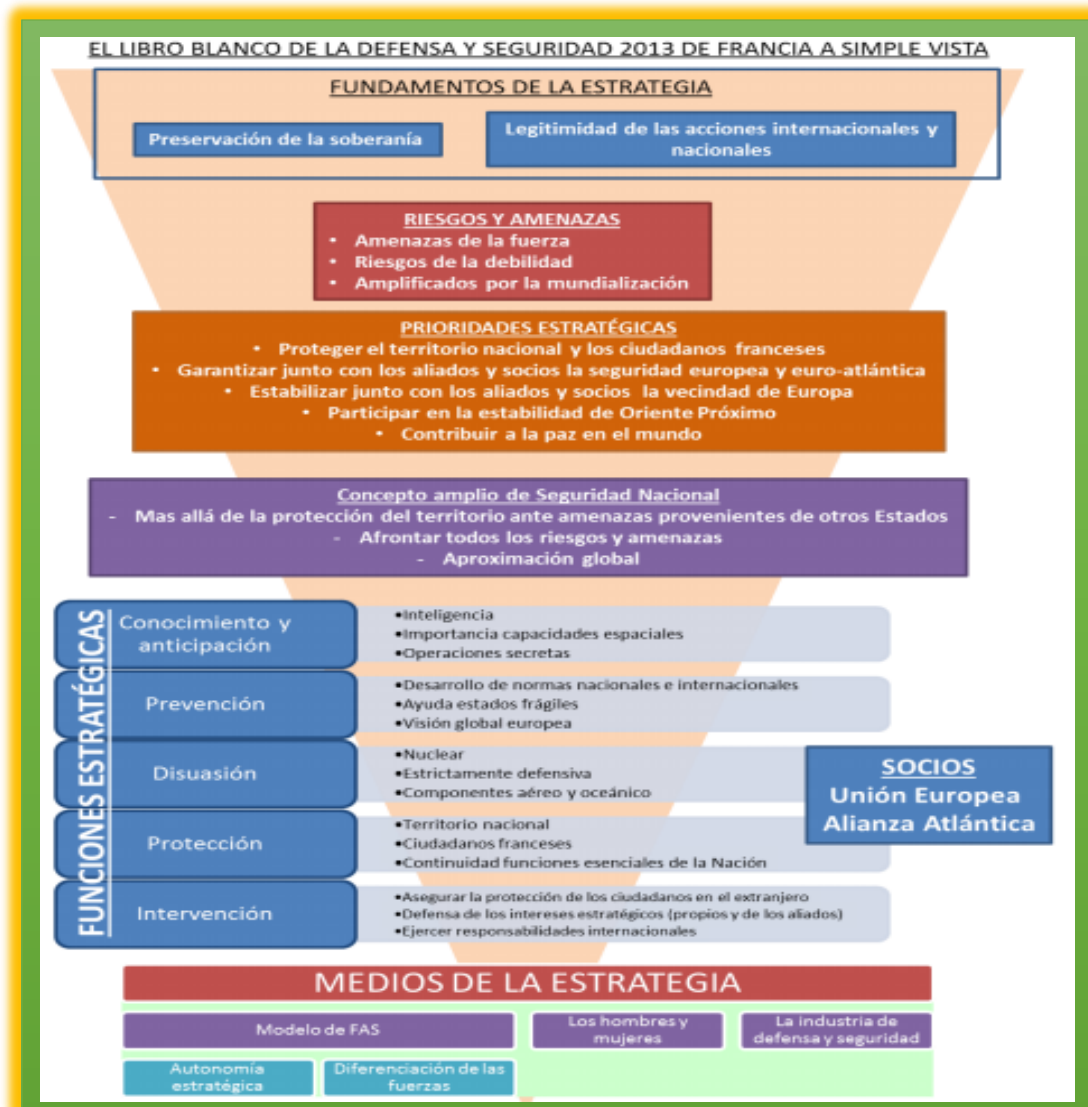 EL LIBRO BLANCO DE LA DEFENSA Y SEGURIDAD 2013 DE FRANCIA A SIMPLE VISTA
FUNDAMENTOS DE LA ESTRATEGIA
Preservación de la soberanía
Legitimidad de las acciones internacionales y
nacionales
RIESGOS Y AMENAZAS
• Amenazas de la fuerza
• Riesgos de la debilidad
• Amplificados por la mundialización
PRIORIDADES ESTRATÉGICAS
• Proteger el territorio nacional y los ciudadanos franceses
• Garantizar junto con los aliados y socios la seguridad europea y euro-atlántica
• Estabilizar junto con los aliados y socios la vecindad de Europa
• Participar en la estabilidad de Oriente Próximo
• Contribuir a la paz en el mundo
Concepto amplio de Seguridad Nacional
- Mas allá de la protección del territorio ante amenazas provenientes de otros Estados
- Afrontar todos los riesgos y amenazas
- Aproximación global
FUNCIONES ESTRATÉGICAS
Conocimiento y
anticipación
•Inteligencia
•Importancia capacidades espaciales
•Operaciones secretas
Prevención
•Desarrollo de normas nacionales e internacionales
•Ayuda estados frágiles
•Visión global europea
Disuasión
•Nuclear
•Estrictamente defensiva
•Componentes aéreo y oceánico
Protección
•Territorio nacional
•Ciudadanos franceses
•Continuidad funciones esenciales de la Nación
Intervención
•Asegurar la protección de los ciudadanos en el extranjero
•Defensa de los intereses estratégicos (propios y de los aliados)
•Ejercer responsabilidades internacionales
SOCIOS
Unión Europea
Alianza Atlántica
MEDIOS DE LA ESTRATEGIA
Modelo de FAS
Los hombres y
mujeres
La industria de
defensa y seguridad
Autonomía
estratégica
Diferenciación de las
fuerzas